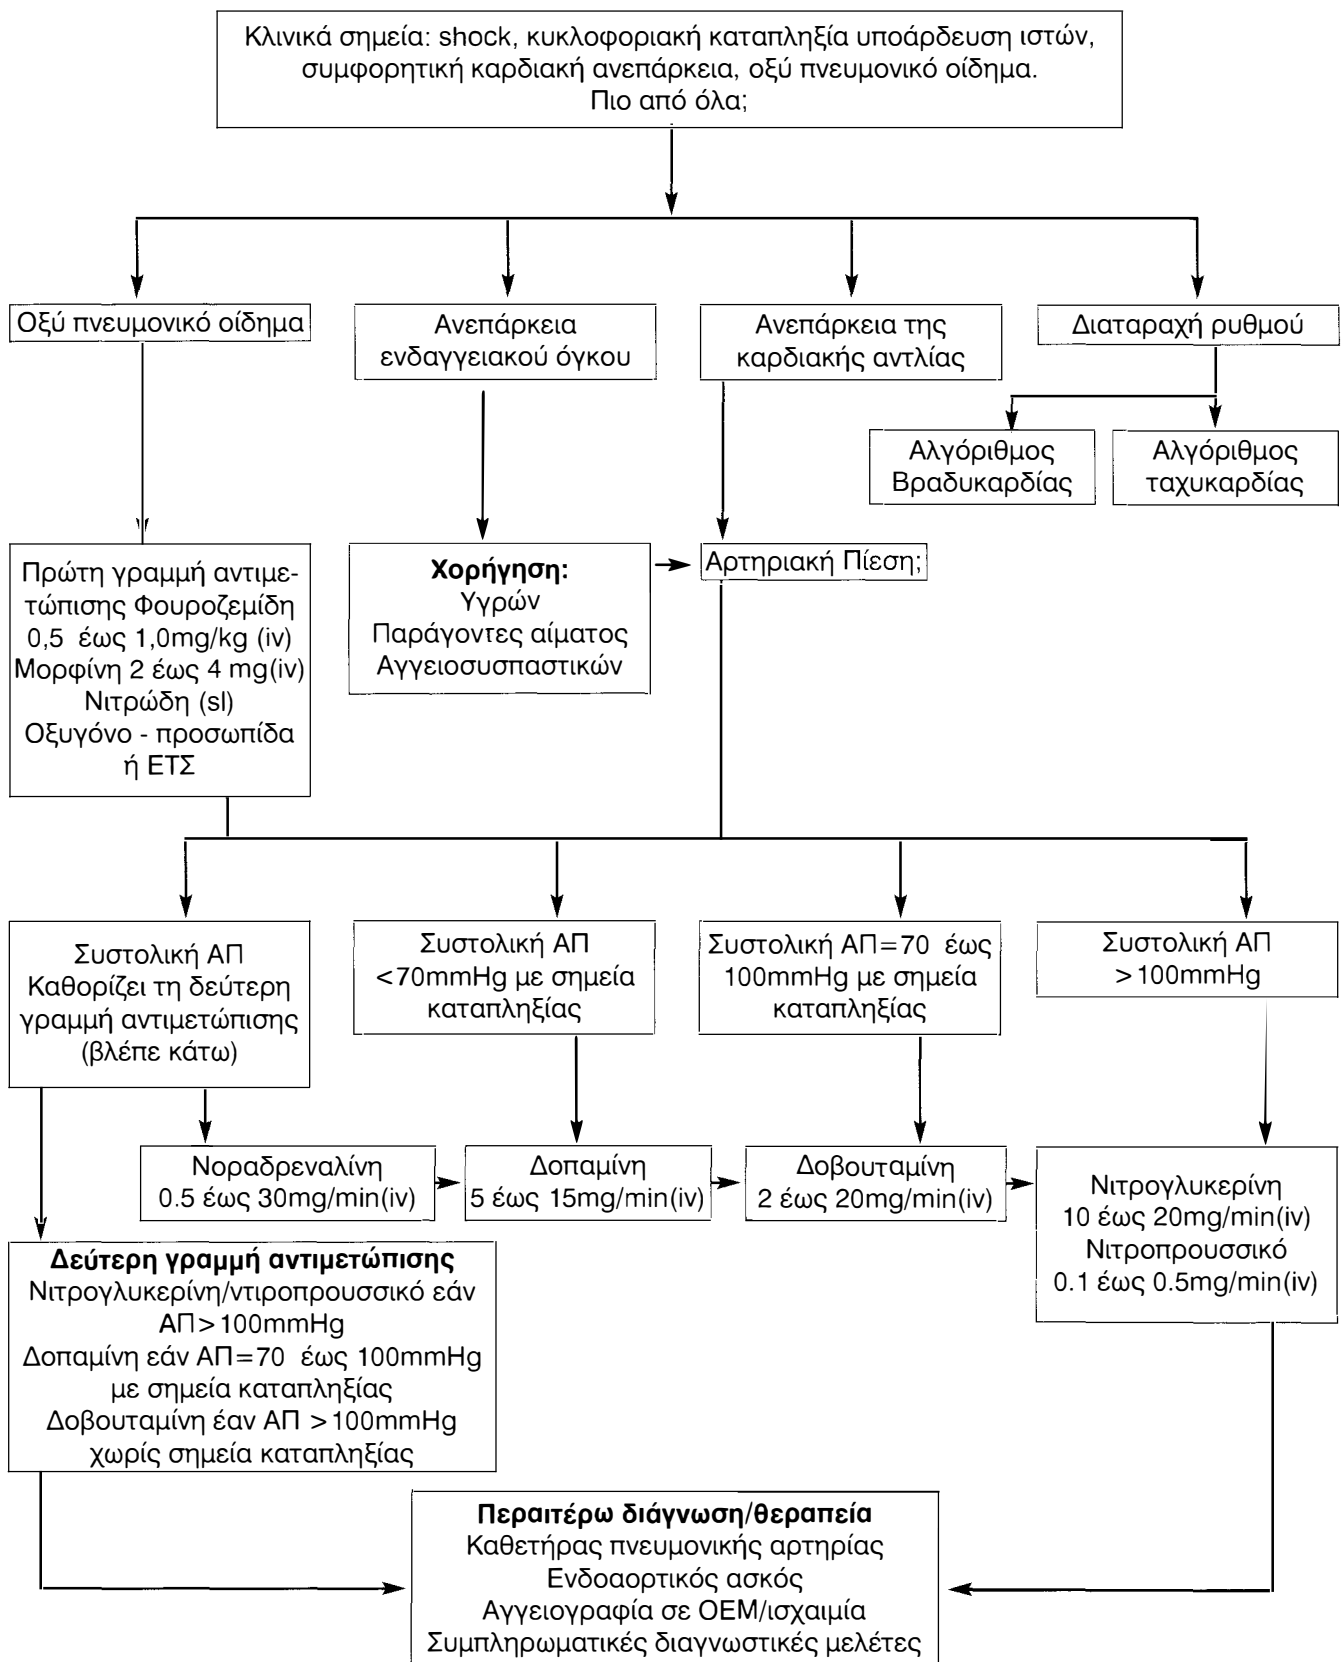 Κλινικά σημεία: shock, κυκλοφοριακή καταπληξία υποάρδευση ιστών,
συμφορητική καρδιακή ανεπάρκεια, οξύ πνευμονικό οίδημα.
Πιο από όλα;
Οξύ πνευμονικό οίδημα
Ανεπάρκεια
ενδαγγειακού όγκου
Ανεπάρκεια της
καρδιακής αντλίας
Διαταραχή ρυθμού
Αλγόριθμος
Βραδυκαρδίας
Αλγόριθμος
ταχυκαρδίας
Πρώτη γραμμή αντιμε-
τώπισης Φουροζεμίδη
0,5 έως 1,0mg/kg (iv)
Μορφίνη 2 έως 4 mg(iv)
Νιτρώδη (sl)
Οξυγόνο - προσωπίδα
ή ΕΤΣ
Χορήγηση:
Υγρών
Παράγοντες αίματος
Αγγειοσυσπαστικών
Αρτηριακή Πίεση;
Συστολική ΑΠ
Καθορίζει τη δεύτερη
γραμμή αντιμετώπισης
(βλέπε κάτω)
Συστολική ΑΠ
<70mmHg με σημεία
καταπληξίας
Συστολική ΑΠ=70 έως
100mmHg με σημεία
καταπληξίας
Συστολική ΑΠ
>100mmHg
Νοραδρεναλίνη
0.5 έως 30mg/min(iv)
Δοπαμίνη
5 έως 15mg/min(iv)
Δοβουταμίνη
2 έως 20mg/min(iv)
Νιτρογλυκερίνη
10 έως 20mg/min(iv)
Νιτροπρουσσικό
0.1 έως 0.5mg/min(iv)
Δεύτερη γραμμή αντιμετώπισης
Νιτρογλυκερίνη/ντιροπρουσσικό εάν
ΑΠ>100mmHg
Δοπαμίνη εάν ΑΠ=70 έως 100mmHg
με σημεία καταπληξίας
Δοβουταμίνη έαν ΑΠ >100mmHg
χωρίς σημεία καταπληξίας
Περαιτέρω διάγνωση/θεραπεία
Καθετήρας πνευμονικής αρτηρίας
Ενδοαορτικός ασκός
Αγγειογραφία σε ΟΕΜ/ισχαιμία
Συμπληρωματικές διαγνωστικές μελέτες